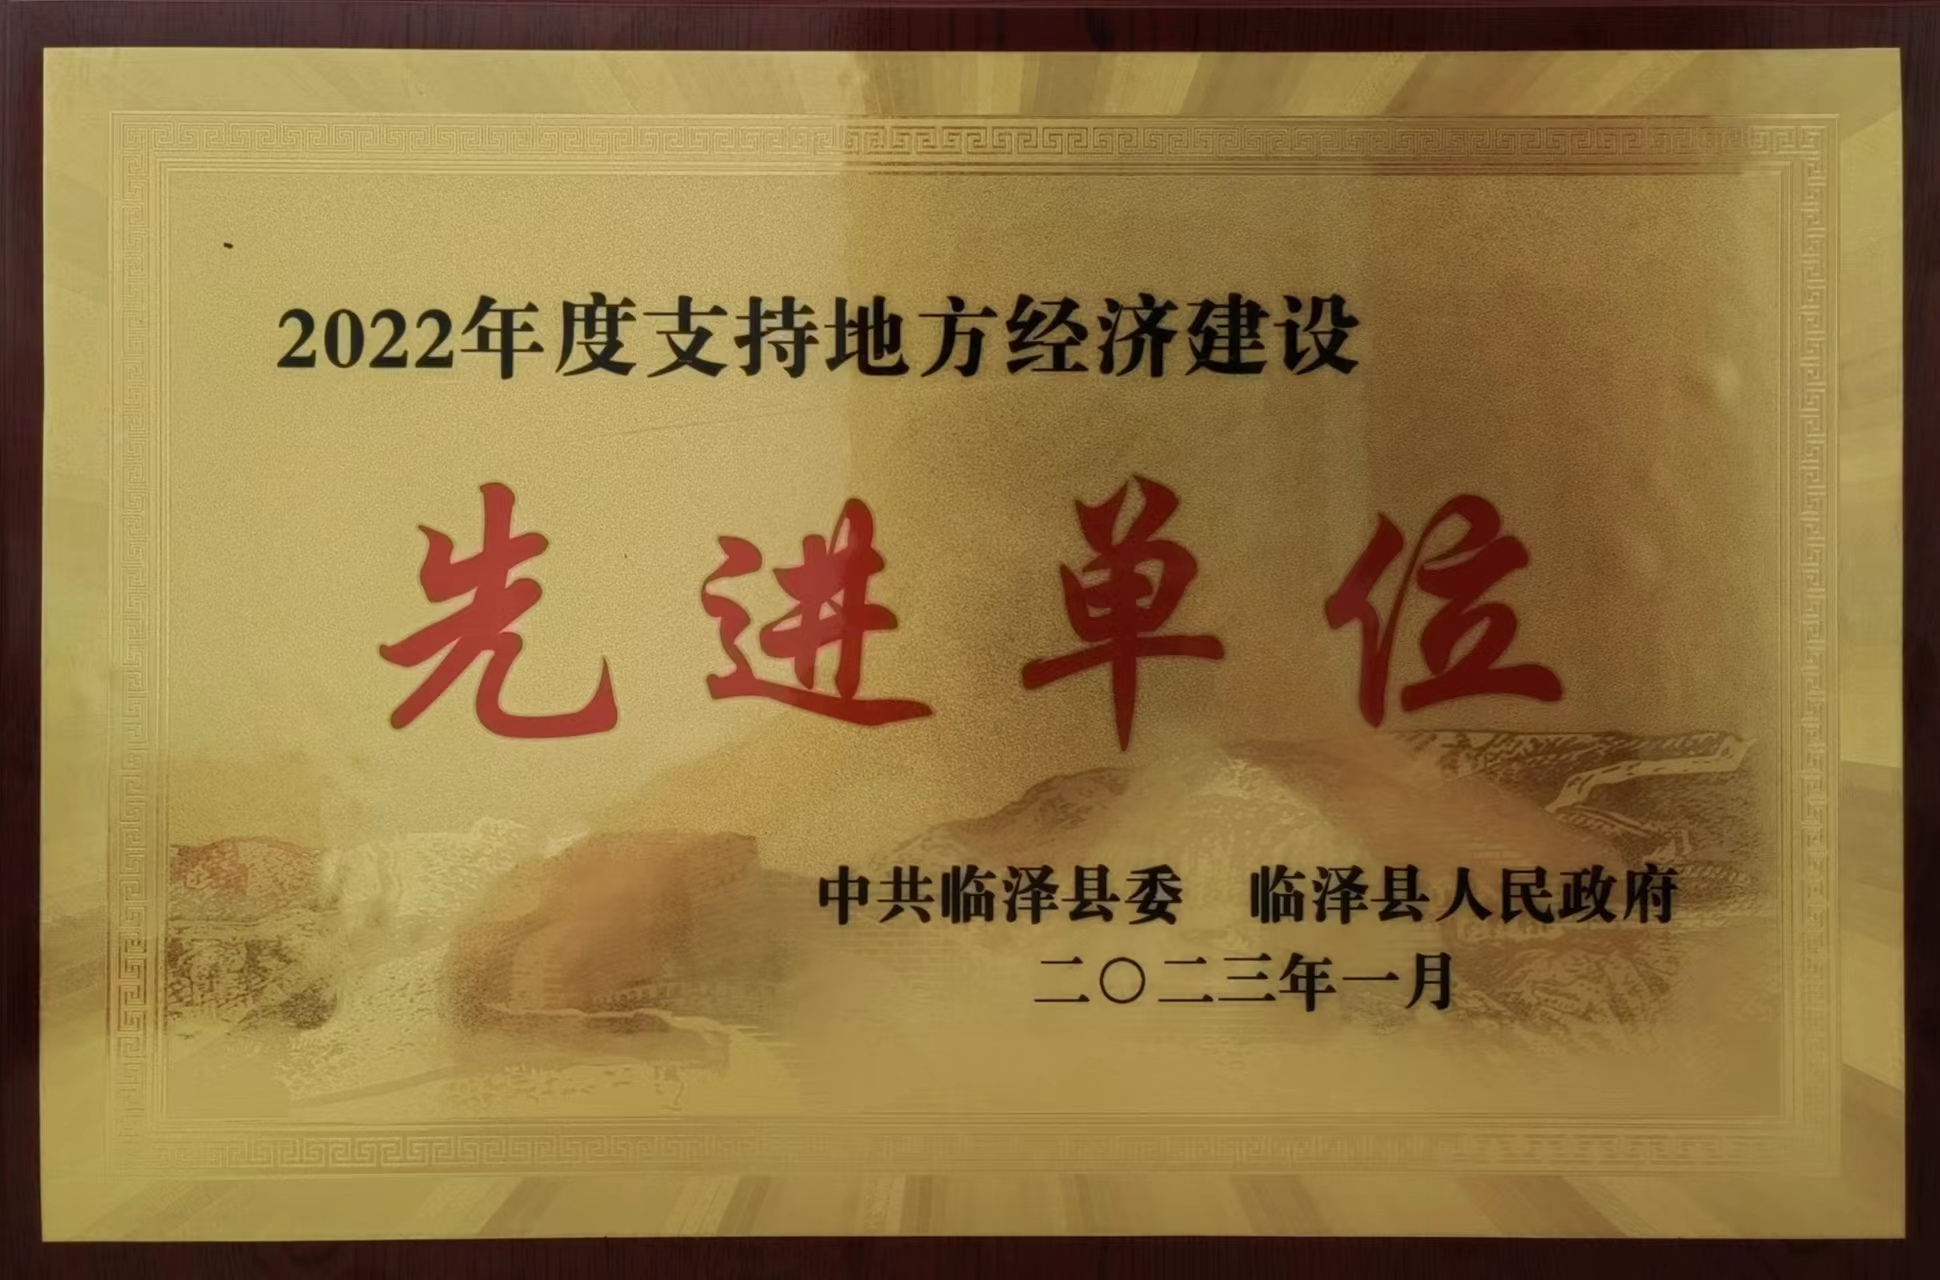 2022年度支持地方经济建设
先进单位
中共临泽县委 临泽县人民政府
二〇二三年一月